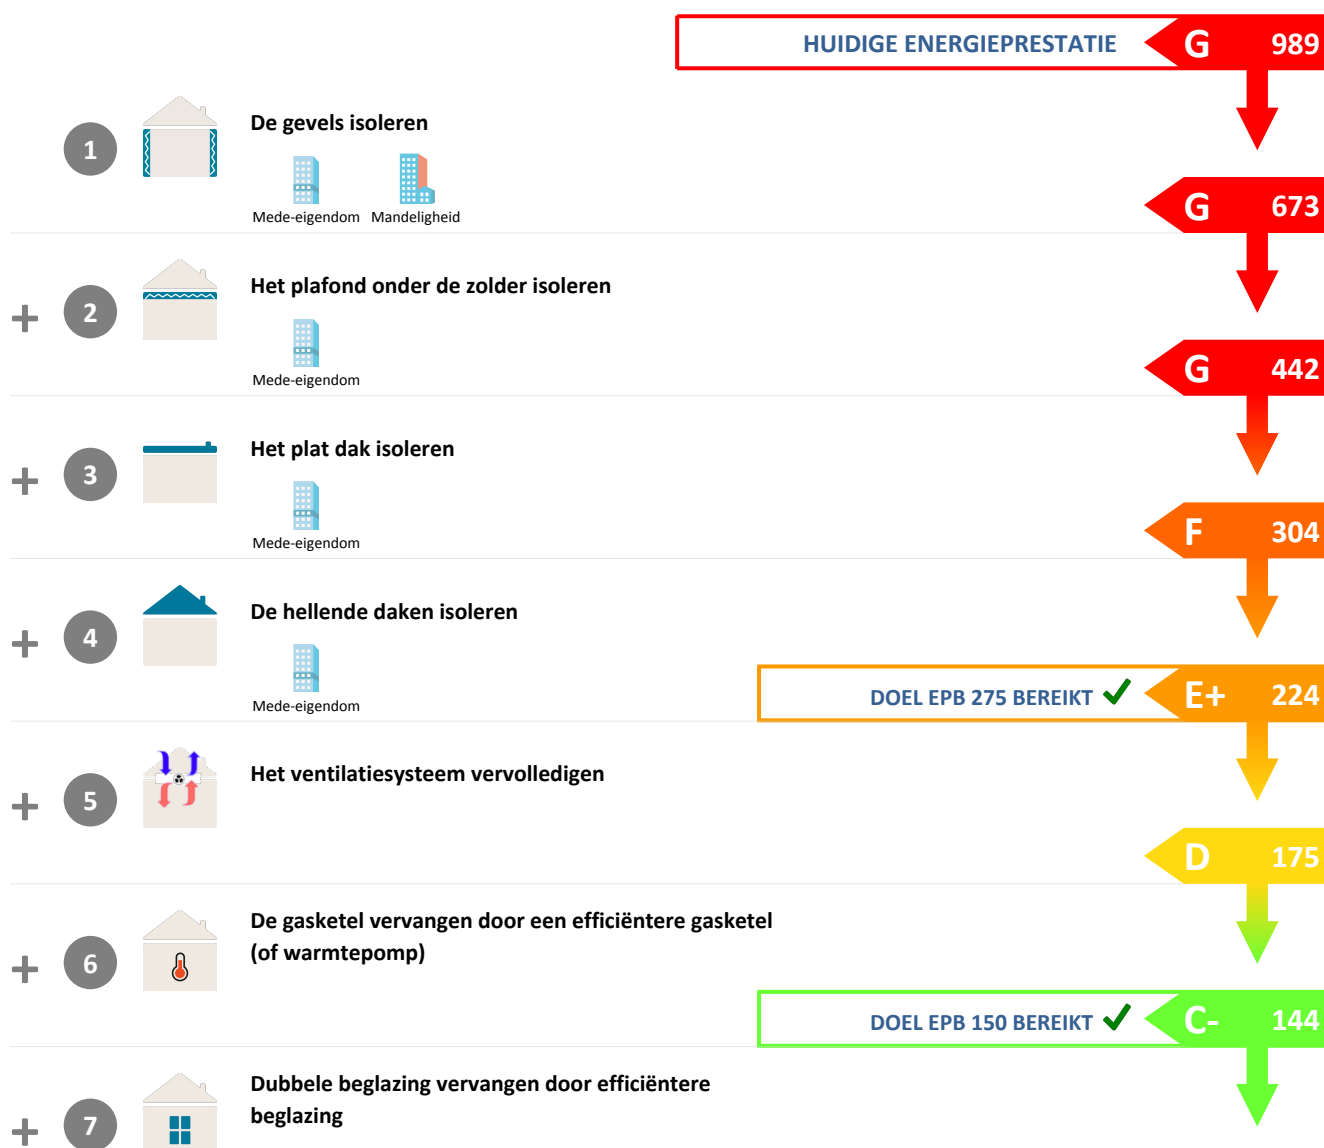 HUIDIGE ENERGIEPRESTATIE G 989
1 De gevels isoleren
Mede-eigendom Mandeligheid
G 673
+ 2 Het plafond onder de zolder isoleren
Mede-eigendom
G 442
+ 3 Het plat dak isoleren
Mede-eigendom
F 304
+ 4 De hellende daken isoleren
Mede-eigendom
DOEL EPB 275 BEREIKT ✓ E+ 224
+ 5 Het ventilatiesysteem vervolledigen
D 175
+ 6 De gasketel vervangen door een efficiëntere gasketel
(of warmtepomp)
DOEL EPB 150 BEREIKT ✓ C- 144
+ 7 Dubbele beglazing vervangen door efficiëntere
beglazing